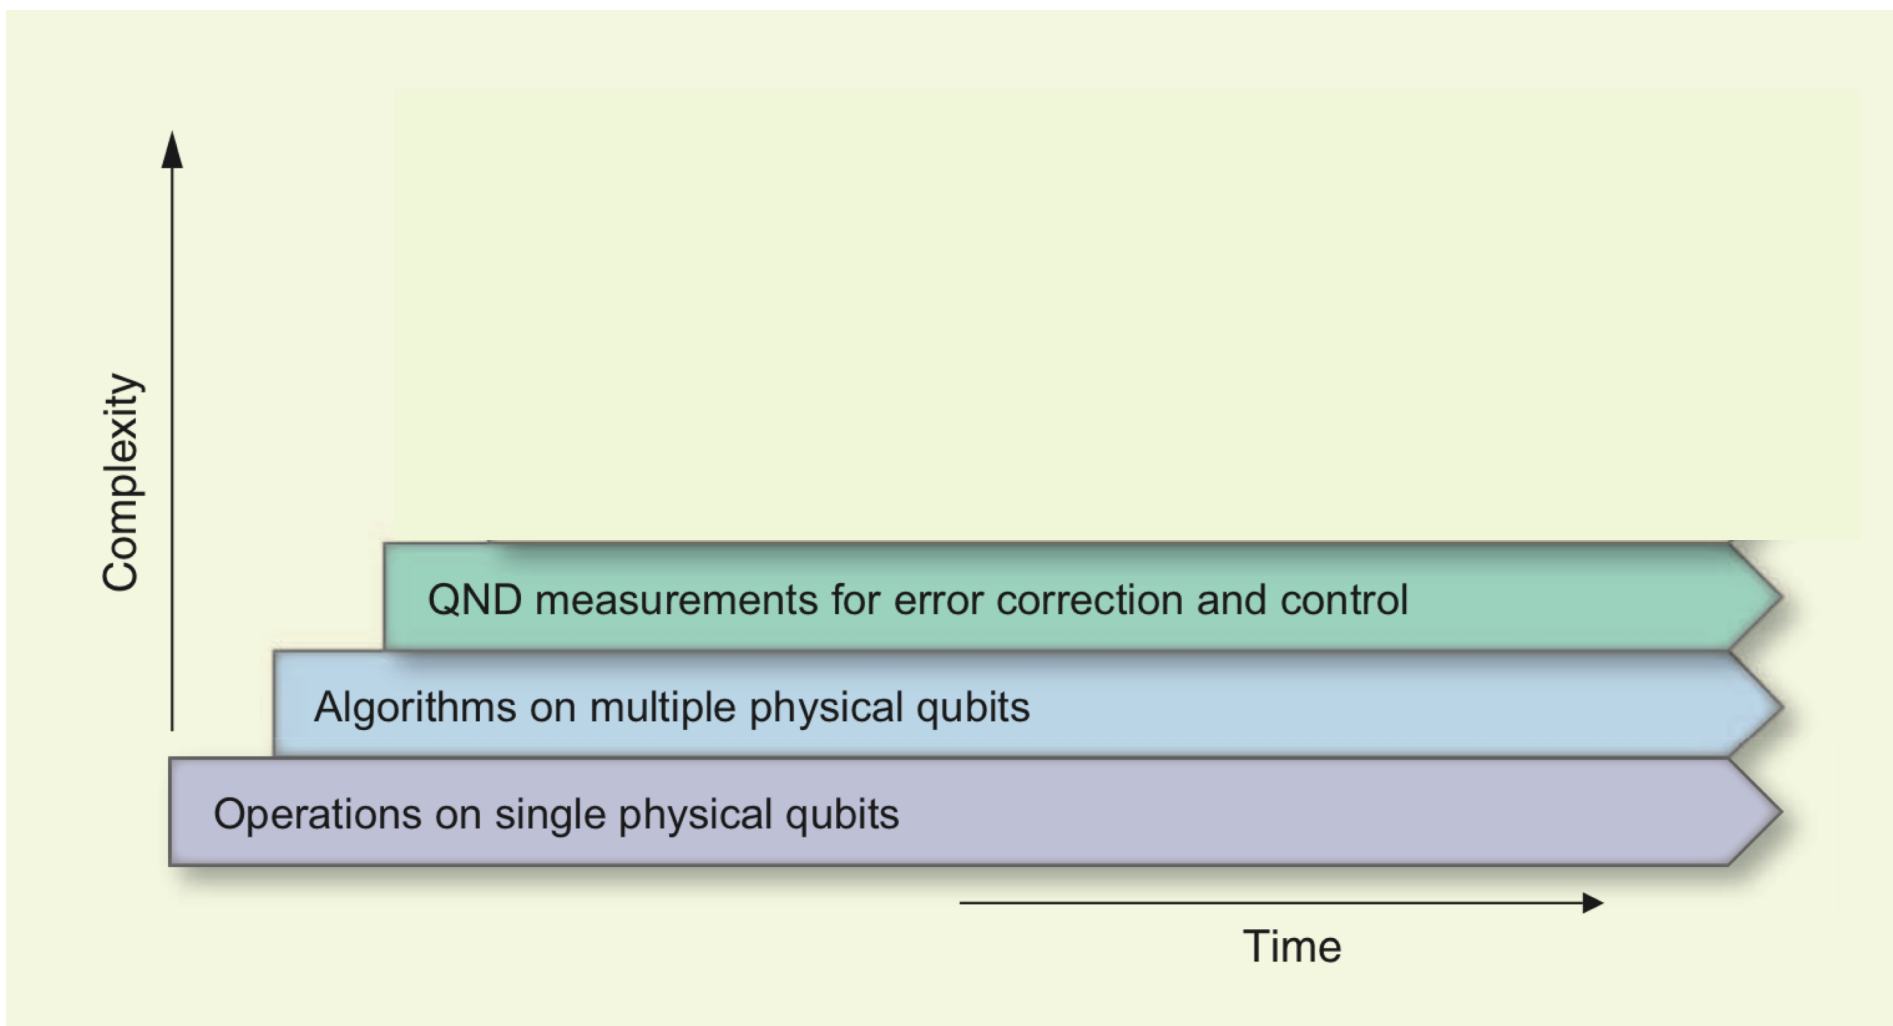 Complexity
QND measurements for error correction and control
Algorithms on multiple physical qubits
Operations on single physical qubits
Time